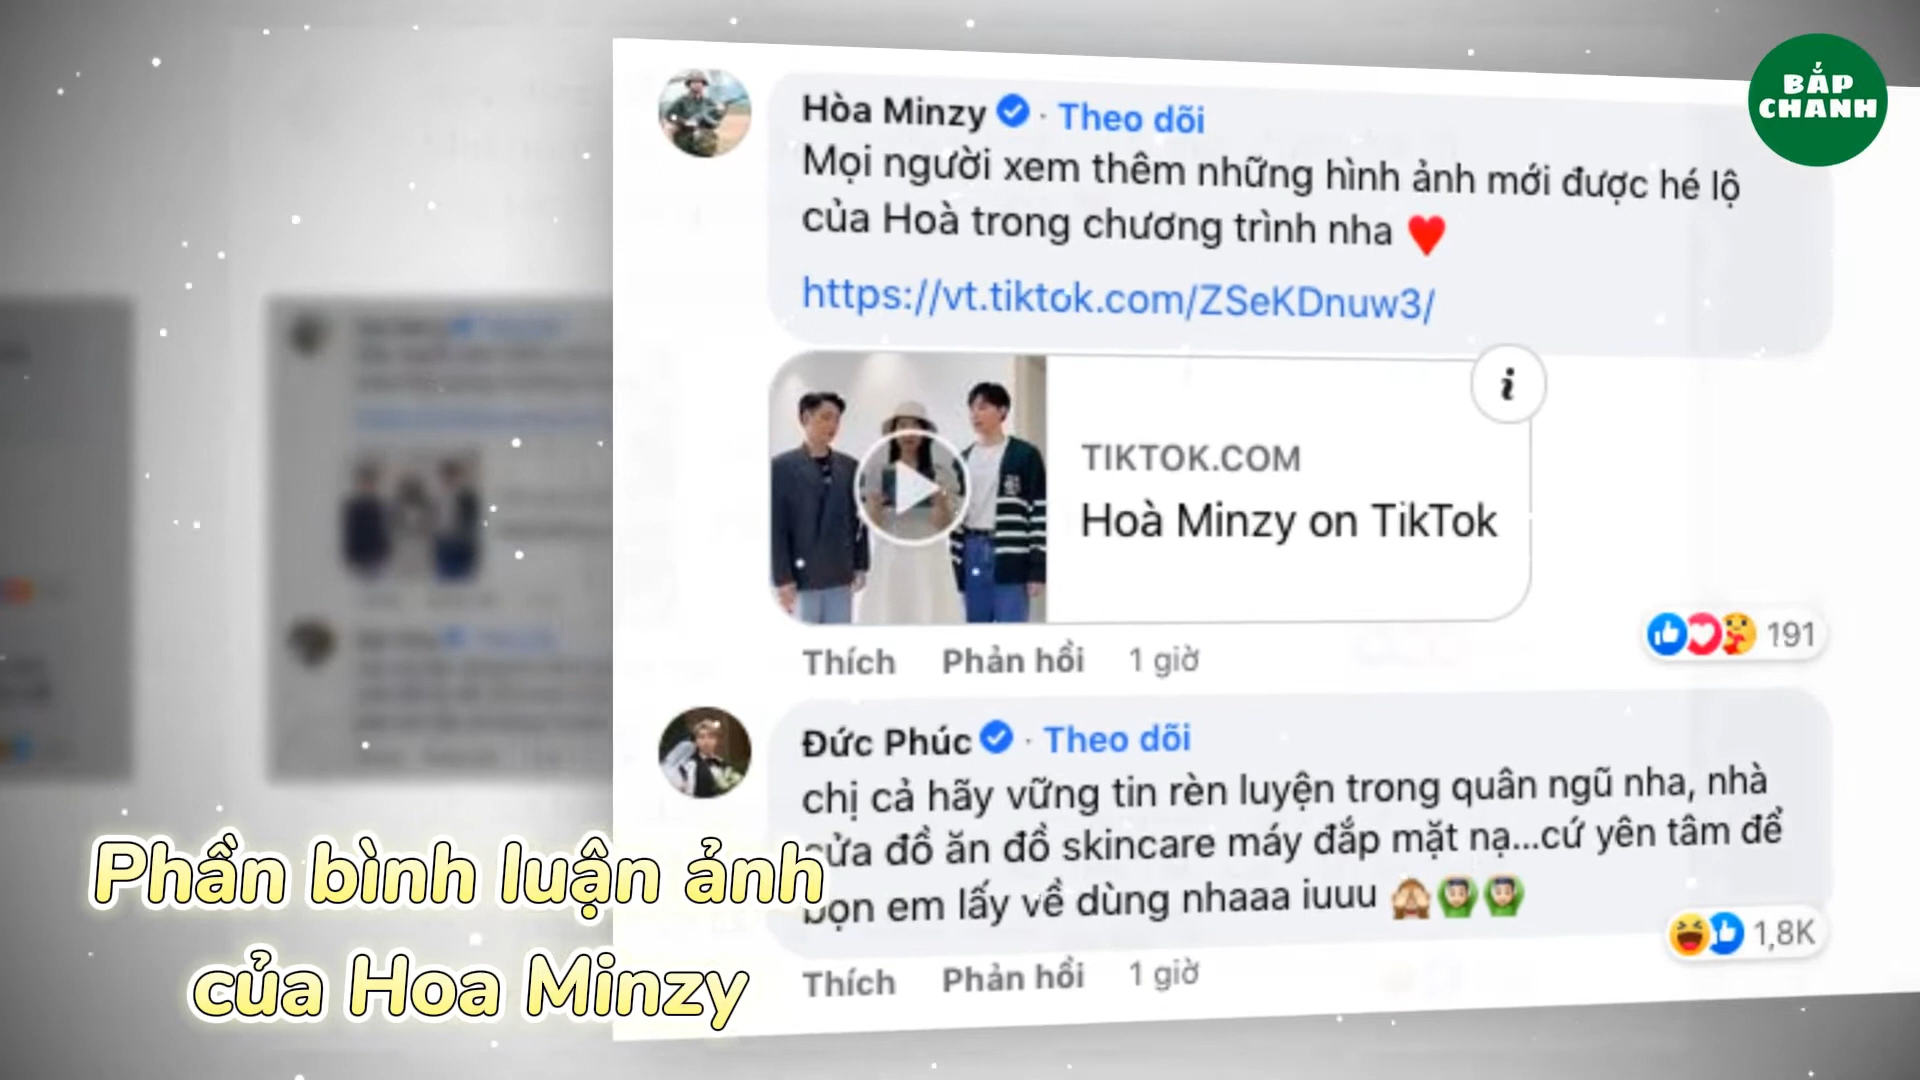 BẮP
CHANH
Hòa Minzy · Theo dõi
Mọi người xem thêm những hình ảnh mới được hé lộ
của Hoà trong chương trình nha
https://vt.tiktok.com/ZSeKDnuw3/
i
TIKTOK.COM
Hoà Minzy on TikTok
191
Thích Phản hồi 1 giờ
Đức Phúc · Theo dõi
chị cả hãy vững tin rèn luyện trong quân ngũ nha, nhà
cửa đồ ăn đồ skincare máy đắp mặt nạ...cứ yên tâm để
bọn em lấy về dùng nhaaa iuuu
1,8K
Thích Phản hồi 1 giờ
Phần bình luận ảnh
của Hoa Minzy